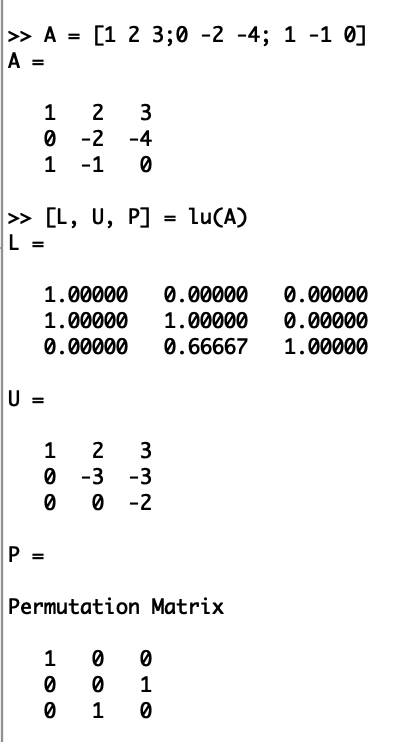 >> A = [1 2 3;0 -2 -4; 1 -1 0]
A =
1 2 3
0 -2 -4
1 -1 0
>> [L, U, P] = lu(A)
L =
1.00000 0.00000 0.00000
1.00000 1.00000 0.00000
0.00000 0.66667 1.00000
U =
1 2 3
0 -3 -3
0 0 -2
P =
Permutation Matrix
1 0 0
0 0 1
0 1 0